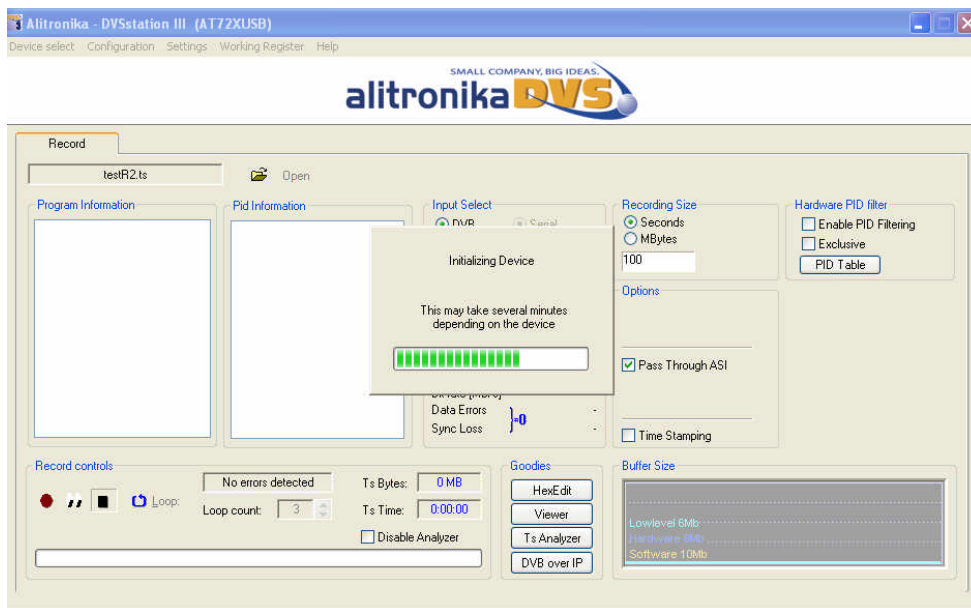 Alitronika - DVSstation III (AT72XUSB)
Device select Configuration Settings Working Register Help
SMALL COMPANY, BIG IDEAS.
alitronika DVS
Record
testR2.ts
Open
Program Information
Pid Information
Input Select
DVB
Serial
Initializing Device
This may take several minutes
depending on the device
Data Errors
Sync Loss
}=0
-
-
Recording Size
Seconds
MBytes
100
Options
Pass Through ASI
Time Stamping
Hardware PID filter
Enable PID Filtering
Exclusive
PID Table
Record controls
Loop:
No errors detected
Loop count: 3
Ts Bytes: 0 MB
Ts Time: 0:00:00
Disable Analyzer
Goodies
HexEdit
Viewer
Ts Analyzer
DVB over IP
Buffer Size
Lowlevel 6Mb
Hardware 8Mb
Software 10Mb